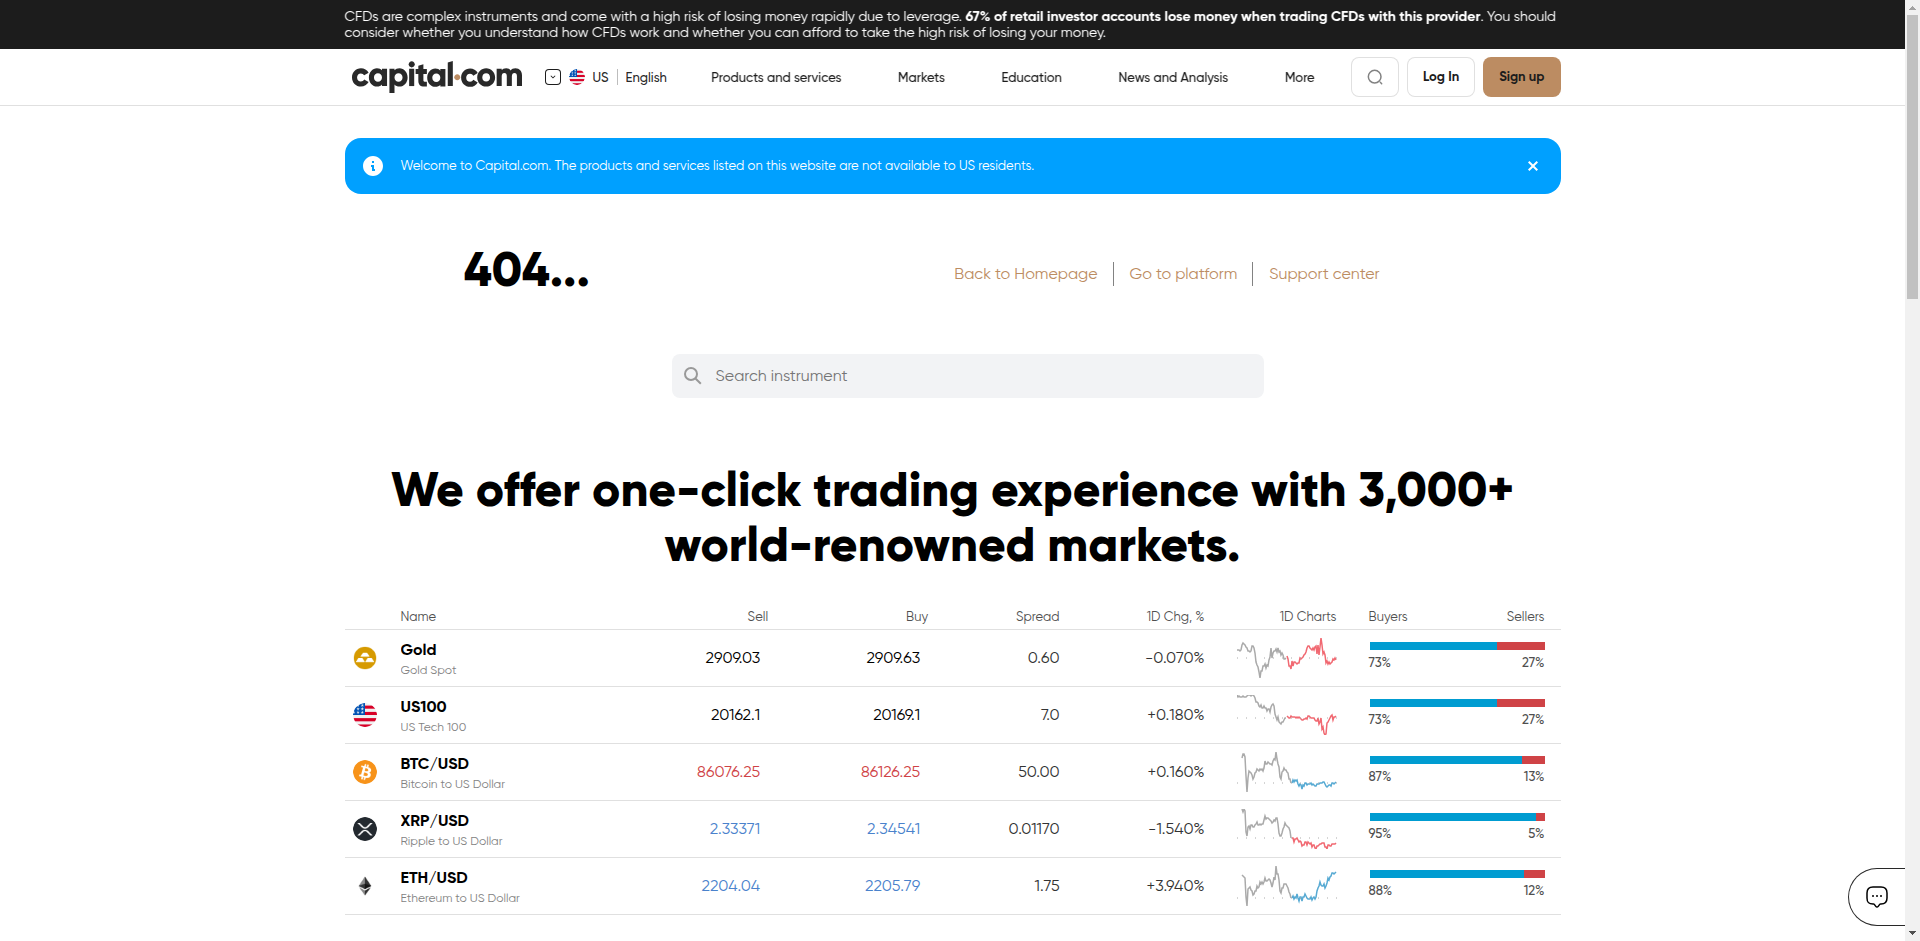 CFDs are complex instruments and come with a high risk of losing money rapidly due to leverage. 67% of retail investor accounts lose money when trading CFDs with this provider. You should
consider whether you understand how CFDs work and whether you can afford to take the high risk of losing your money.
capital.com US English Products and services Markets Education News and Analysis More Log In Sign up
Welcome to Capital.com. The products and services listed on this website are not available to US residents.
404...
Back to Homepage Go to platform Support center
Search instrument
We offer one-click trading experience with 3,000+
world-renowned markets.
Name Sell Buy Spread 1D Chg, % 1D Charts Buyers Sellers
Gold
Gold Spot
2909.03 2909.63 0.60 -0.070% 73% 27%
US100
US Tech 100
20162.1 20169.1 7.0 +0.180% 73% 27%
BTC/USD
Bitcoin to US Dollar
86076.25 86126.25 50.00 +0.160% 87% 13%
XRP/USD
Ripple to US Dollar
2.33371 2.34541 0.01170 -1.540% 95% 5%
ETH/USD
Ethereum to US Dollar
2204.04 2205.79 1.75 +3.940% 88% 12%